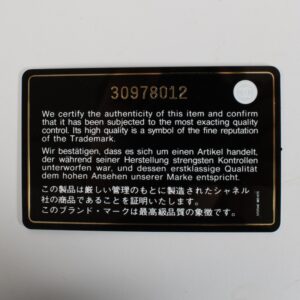 30978012
We certify the authenticity of this item and confirm
that it has been subjected to the most exacting quality
control. Its high quality is a symbol of the fine reputation
of the Trademark.
Wir bestätigen, dass es sich um einen Artikel handelt,
der während seiner Herstellung strengsten Kontrollen
unterworfen war, und dessen erstklassige Qualität
dem hohen Ansehen unserer Marke entspricht.
この製品は厳しい管理のもとに製造されたシャネル
社の商品であることを証明いたします。
このブランド・マークは最高級品質の象徴です。